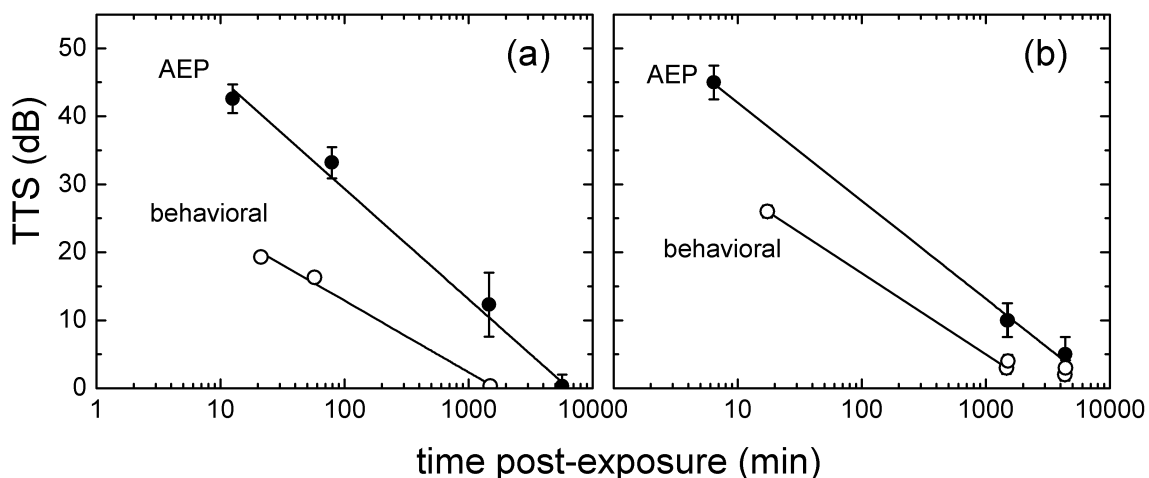 (a)
(b)
50
AEP
AEP
40
30
behavioral
behavioral
20
10
0
1 10 100 1000 10000 10 100 1000 10000
TTS (dB)
time post-exposure (min)